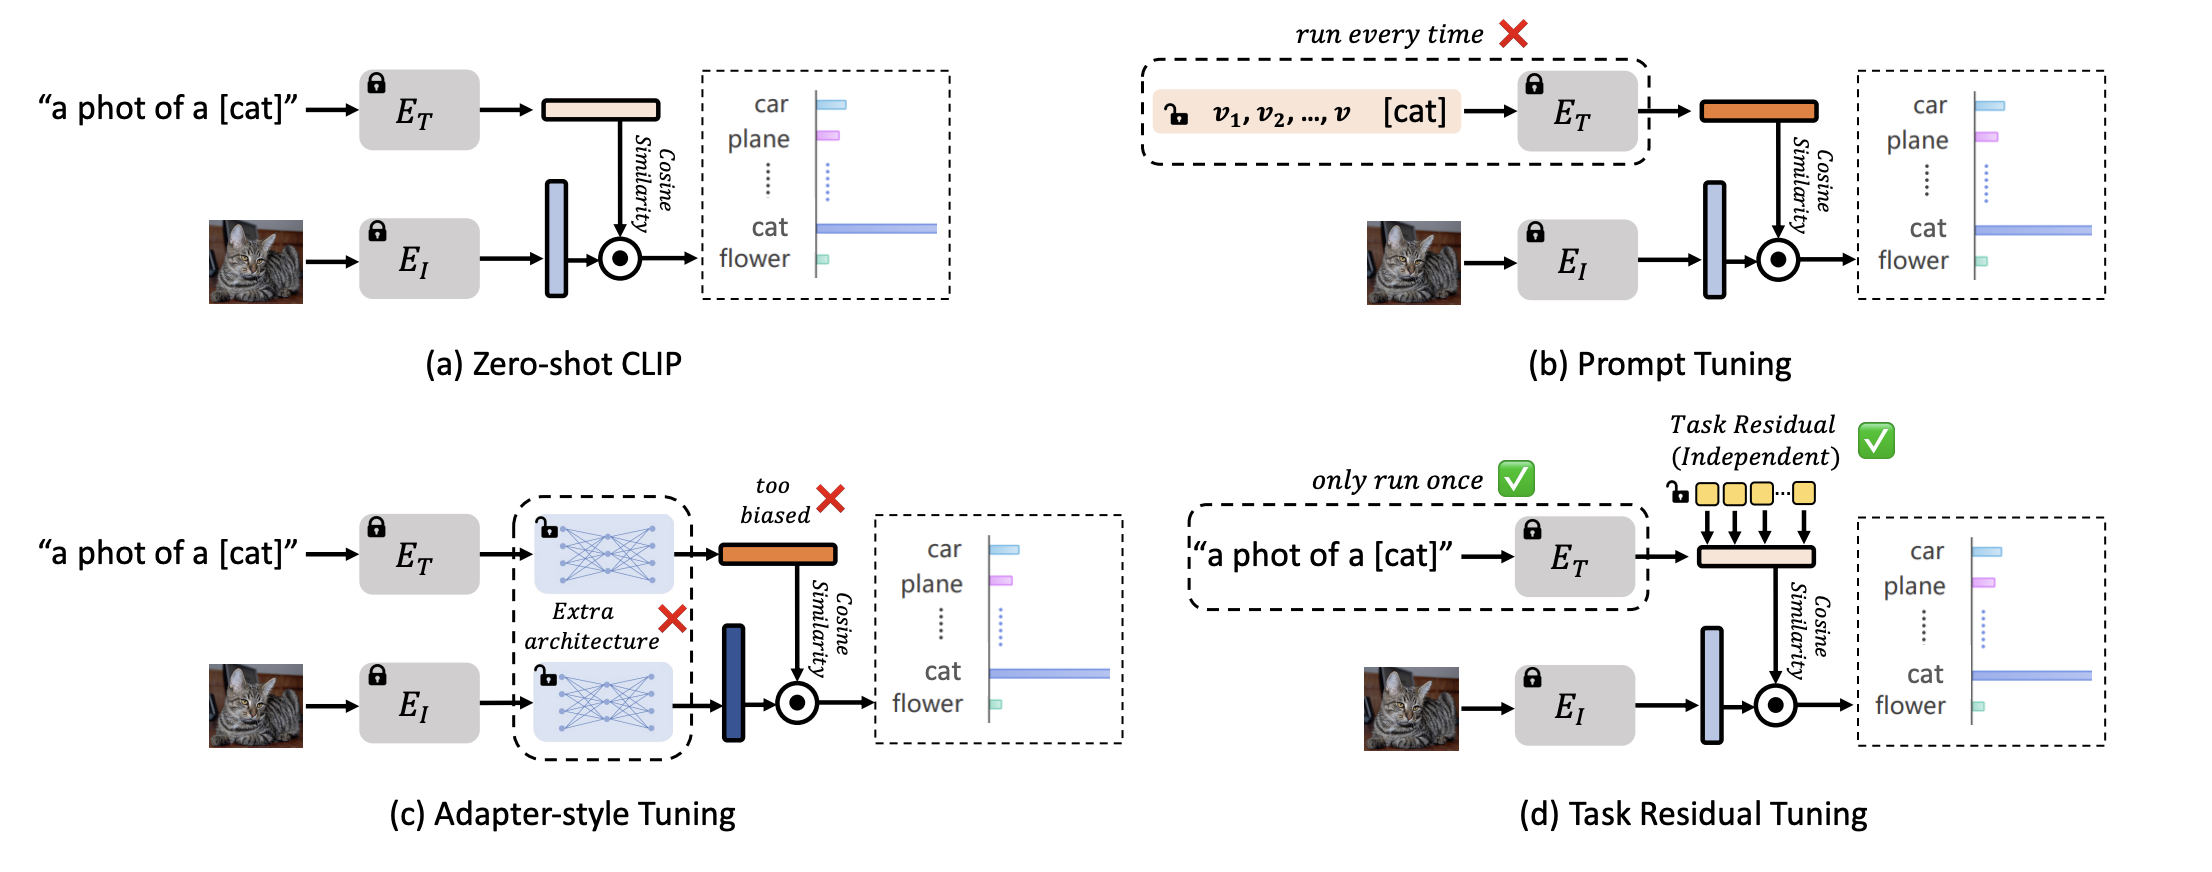 “a phot of a [cat]”
E_T
E_I
Cosine
Similarity
car
plane
cat
flower
(a) Zero-shot CLIP
run every time
v₁, v₂, ..., v [cat]
E_T
E_I
Cosine
Similarity
car
plane
cat
flower
(b) Prompt Tuning
“a phot of a [cat]”
E_T
E_I
Extra
architecture
too
biased
Cosine
Similarity
car
plane
cat
flower
(c) Adapter-style Tuning
only run once
Task Residual
(Independent)
“a phot of a [cat]”
E_T
E_I
Cosine
Similarity
car
plane
cat
flower
(d) Task Residual Tuning